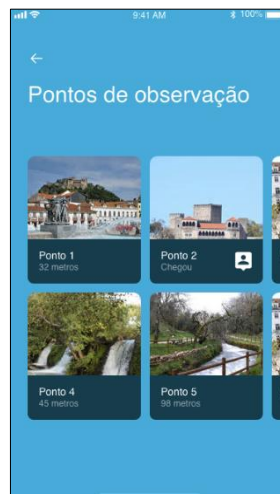 9:41 AM
100%
Pontos de observação
Ponto 1
32 metros
Ponto 2
Chegou
Ponto 4
45 metros
Ponto 5
98 metros